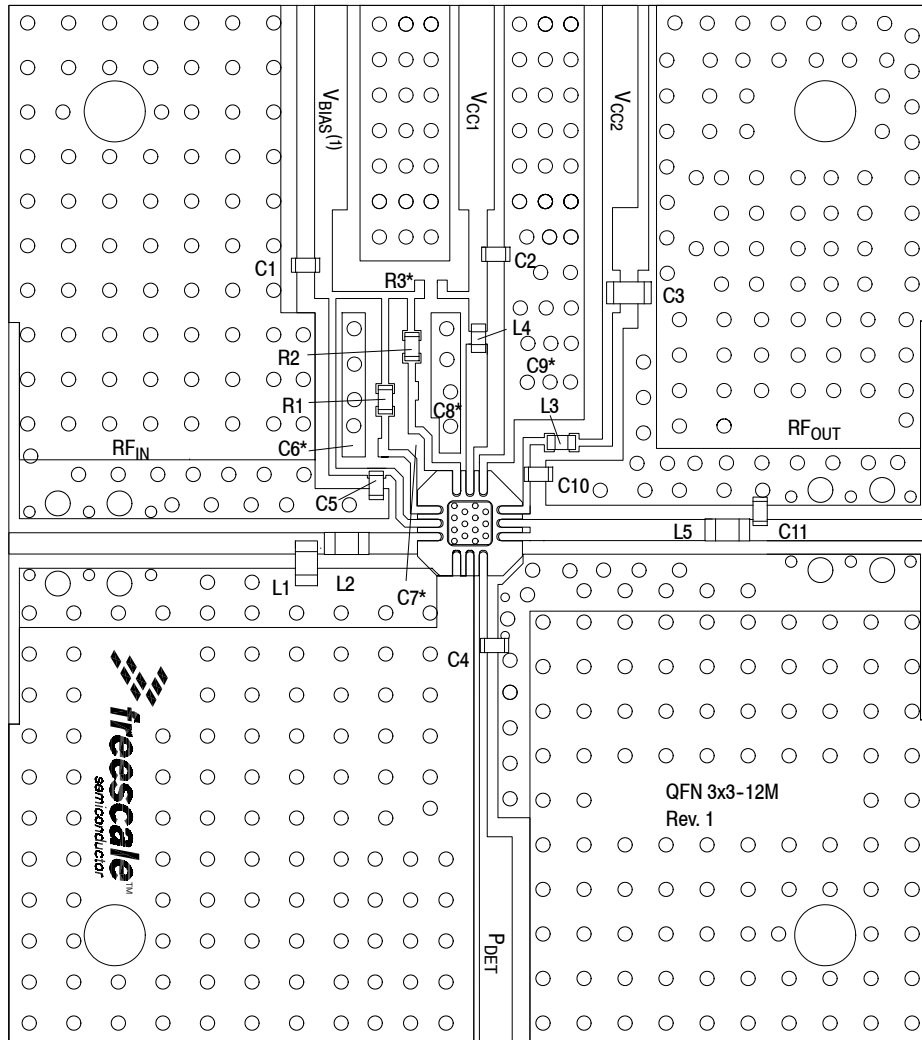 VBIAS(1)
VCC1
VCC2
C1
C2
R3*
C3
L4
R2
C9*
R1
C8*
L3
RFIN
C6*
RFOUT
C5
C10
L5
C11
L1
L2
C7*
C4
freescale™
semiconductor
QFN 3x3-12M
Rev. 1
PDET